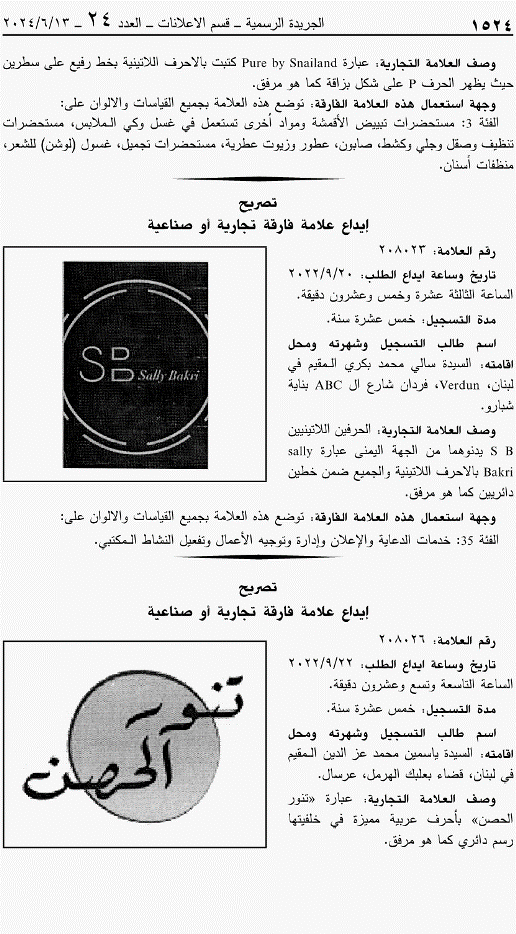 ١٥٢٤ الجريدة الرسمية ــ قسم الاعلانات ــ العدد ٢٤ ــ ٢٠٢٤/٦/١٣
وصف العلامة التجارية: عبارة Pure by Snailand كتبت بالاحرف اللاتينية بخط رفيع على سطرين
حيث يظهر الحرف P على شكل بزاقة كما هو مرفق.
وجهة استعمال هذه العلامة الفارقة: توضع هذه العلامة بجميع القياسات والالوان على:
الفئة 3: مستحضرات تبييض الأقمشة ومواد أخرى تستعمل في غسل وكي الملابس، مستحضرات
تنظيف وصقل وجلي وكشط، صابون، عطور وزيوت عطرية، مستحضرات تجميل، غسول (لوشن) للشعر،
منظفات أسنان.
تصريح
إيداع علامة فارقة تجارية أو صناعية
رقم العلامة: ٢٠٨٠٢٣
تاريخ وساعة ايداع الطلب: ٢٠٢٢/٩/٢٠
الساعة الثالثة عشرة وخمس وعشرون دقيقة.
مدة التسجيل: خمس عشرة سنة.
اسم طالب التسجيل وشهرته ومحل
اقامته: السيدة سالي محمد بكري المقيم في
لبنان، Verdun، فردان شارع ال ABC بناية
شبارو.
وصف العلامة التجارية: الحرفين اللاتينيين
S B يدنوهما من الجهة اليمنى عبارة sally
Bakri بالاحرف اللاتينية والجميع ضمن خطين
دائريين كما هو مرفق.
SB Sally Bakri
وجهة استعمال هذه العلامة الفارقة: توضع هذه العلامة بجميع القياسات والالوان على:
الفئة 35: خدمات الدعاية والإعلان وإدارة وتوجيه الأعمال وتفعيل النشاط المكتبي.
تصريح
إيداع علامة فارقة تجارية أو صناعية
رقم العلامة: ٢٠٨٠٢٦
تاريخ وساعة ايداع الطلب: ٢٠٢٢/٩/٢٢
الساعة التاسعة وتسع وعشرون دقيقة.
مدة التسجيل: خمس عشرة سنة.
اسم طالب التسجيل وشهرته ومحل
اقامته: السيدة ياسمين محمد عز الدين المقيم
في لبنان، قضاء بعلبك الهرمل، عرسال.
وصف العلامة التجارية: عبارة «تنور
الحصن» بأحرف عربية مميزة في خلفيتها
رسم دائري كما هو مرفق.
تنور
الحصن